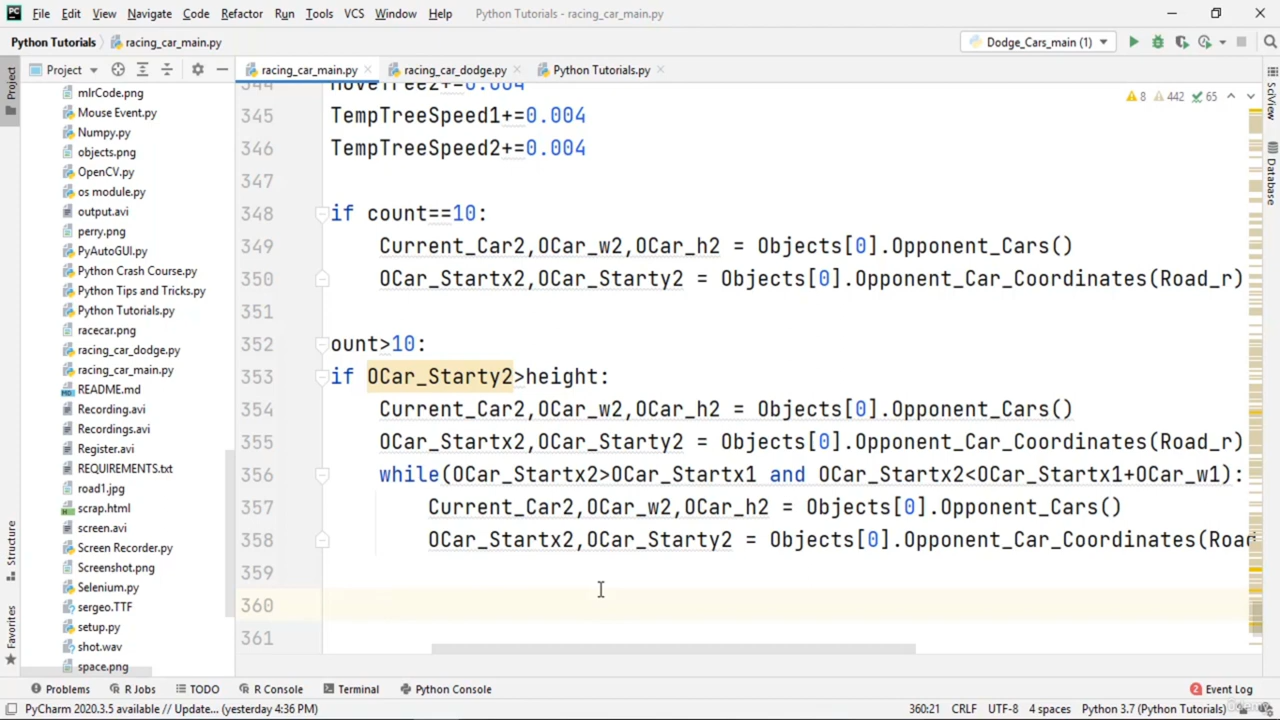 File Edit View Navigate Code Refactor Run Tools VCS Window Help Python Tutorials - racing_car_main.py
Python Tutorials racing_car_main.py Dodge_Cars_main (1)
Project racing_car_main.py racing_car_dodge.py Python Tutorials.py
Project
SciView
Database
Structure
Favorites
mlrCode.png
Mouse Event.py
Numpy.py
objects.png
OpenCV.py
os module.py
output.avi
perry.png
PyAutoGUI.py
Python Crash Course.py
Python Tips and Tricks.py
Python Tutorials.py
racecar.png
racing_car_dodge.py
racing_car_main.py
README.md
Recording.avi
Recordings.avi
Register.avi
REQUIREMENTS.txt
road1.jpg
scrap.html
screen.avi
Screen Recorder.py
Screenshot.png
Selenium.py
sergeo.TTF
setup.py
shot.wav
space.png
8 442 65
344 MoveTree2+=0.004
345 TempTreeSpeed1+=0.004
346 TempTreeSpeed2+=0.004
347
348 if count==10:
349 Current_Car2,OCar_w2,OCar_h2 = Objects[0].Opponent_Cars()
350 OCar_Startx2,OCar_Starty2 = Objects[0].Opponent_Car_Coordinates(Road_r)
351
352 ount>10:
353 if OCar_Starty2>height:
354 Current_Car2,OCar_w2,OCar_h2 = Objects[0].Opponent_Cars()
355 OCar_Startx2,OCar_Starty2 = Objects[0].Opponent_Car_Coordinates(Road_r)
356 while(OCar_Startx2>OCar_Startx1 and OCar_Startx2<OCar_Startx1+OCar_w1):
357 Current_Car2,OCar_w2,OCar_h2 = Objects[0].Opponent_Cars()
358 OCar_Startx2,OCar_Starty2 = Objects[0].Opponent_Car_Coordinates(Road
359
360
361
Problems R Jobs TODO R Console Terminal Python Console 2 Event Log
PyCharm 2020.3.5 available // Update... (yesterday 4:36 PM) 360:21 CRLF UTF-8 4 spaces Python 3.7 (Python Tutorials)